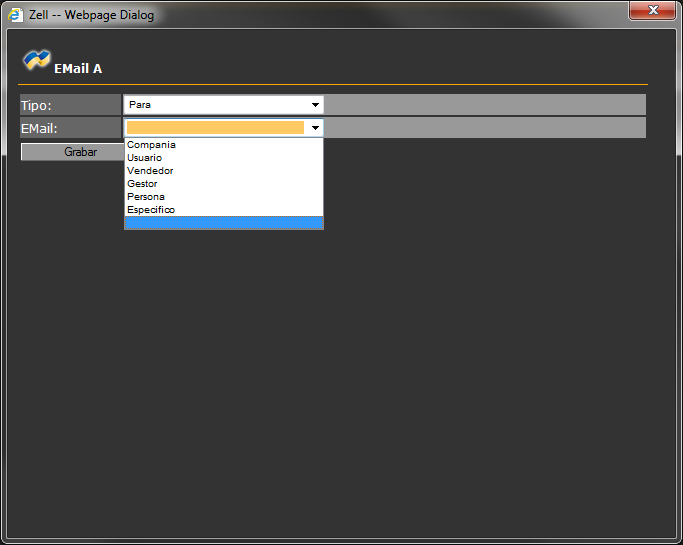 Zell -- Webpage Dialog
EMail A
Tipo:
Para
EMail:
Grabar
Compania
Usuario
Vendedor
Gestor
Persona
Especifico